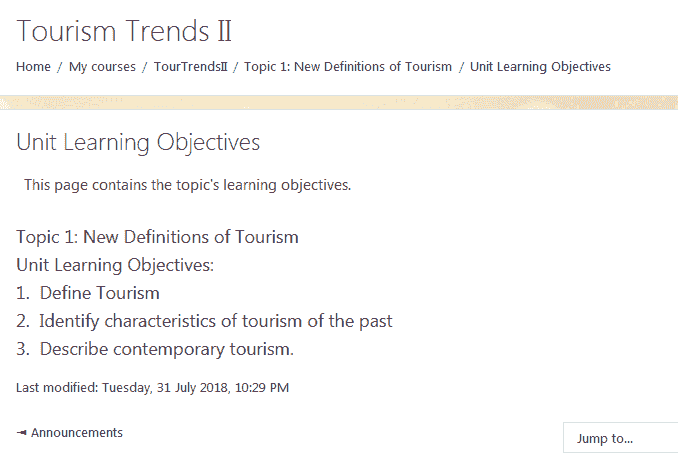 Tourism Trends II
Home / My courses / TourTrendsII / Topic 1: New Definitions of Tourism / Unit Learning Objectives
Unit Learning Objectives
This page contains the topic's learning objectives.
Topic 1: New Definitions of Tourism
Unit Learning Objectives:
1. Define Tourism
2. Identify characteristics of tourism of the past
3. Describe contemporary tourism.
Last modified: Tuesday, 31 July 2018, 10:29 PM
◄ Announcements
Jump to...